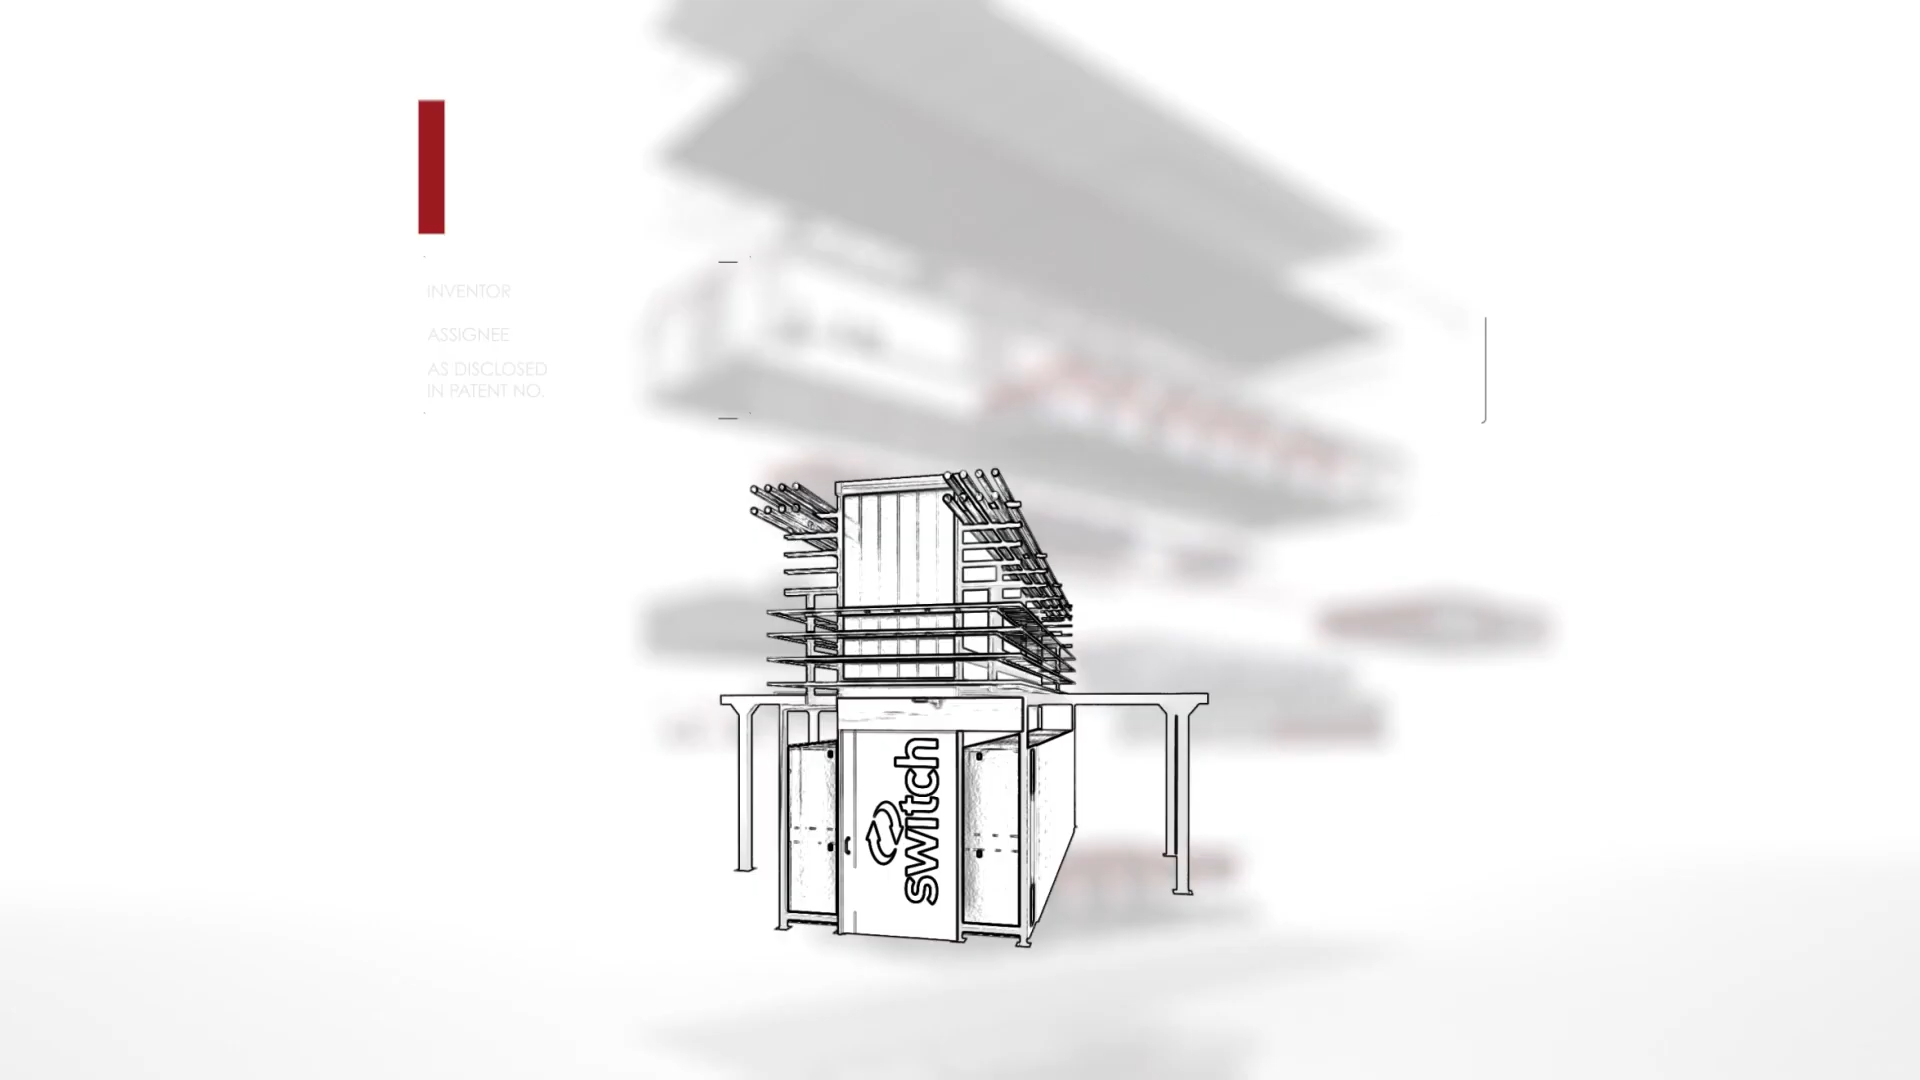 INVENTOR
ASSIGNEE
AS DISCLOSED
IN PATENT NO.
switch